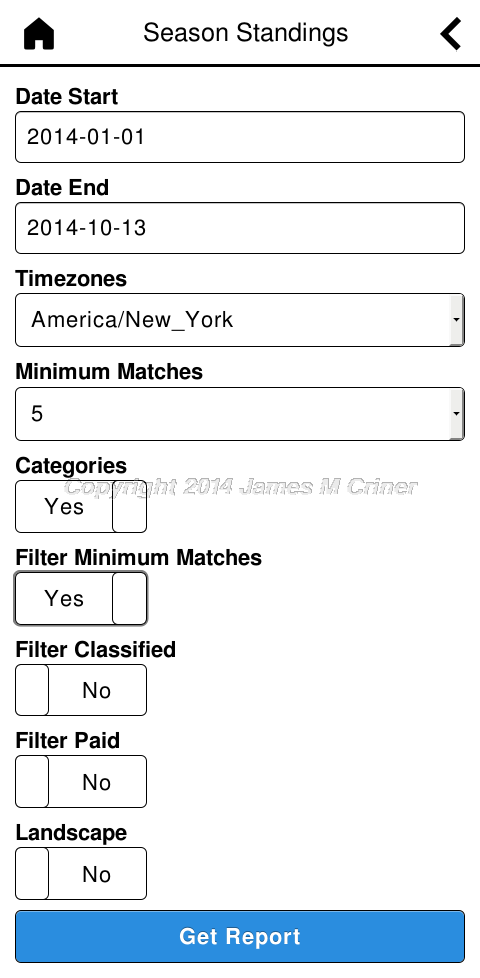 Season Standings
Date Start
2014-01-01
Date End
2014-10-13
Timezones
America/New_York
Minimum Matches
5
Categories
Copyright 2014 James M Criner
Yes
Filter Minimum Matches
Yes
Filter Classified
No
Filter Paid
No
Landscape
No
Get Report